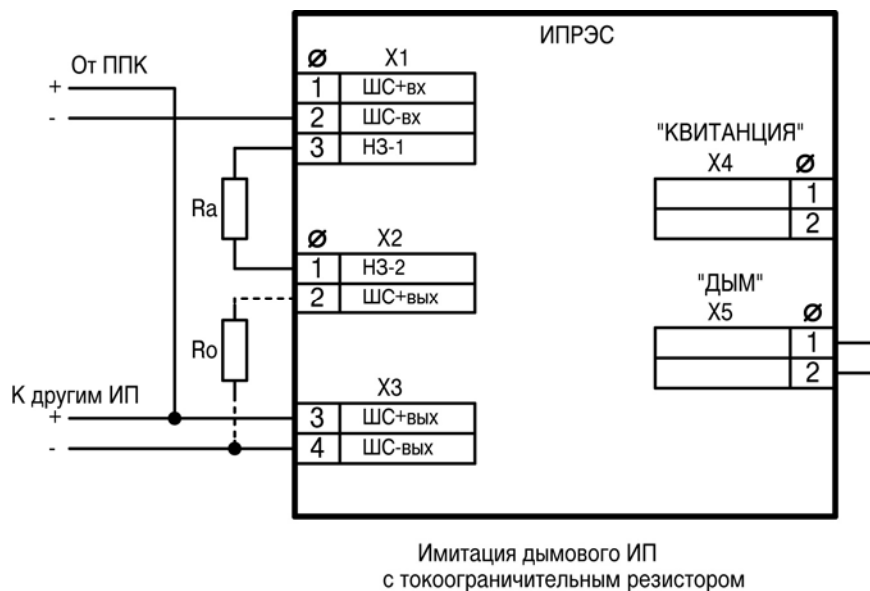 ИПРЭС
От ППК
+
-
Ø X1
1 ШС+вх
2 ШС-вх
3 НЗ-1
Ra
Ø X2
1 НЗ-2
2 ШС+вых
Ro
К другим ИП
+
-
X3
3 ШС+вых
4 ШС-вых
"КВИТАНЦИЯ"
X4 Ø
1
2
"ДЫМ"
X5 Ø
1
2
Имитация дымового ИП
с токоограничительным резистором